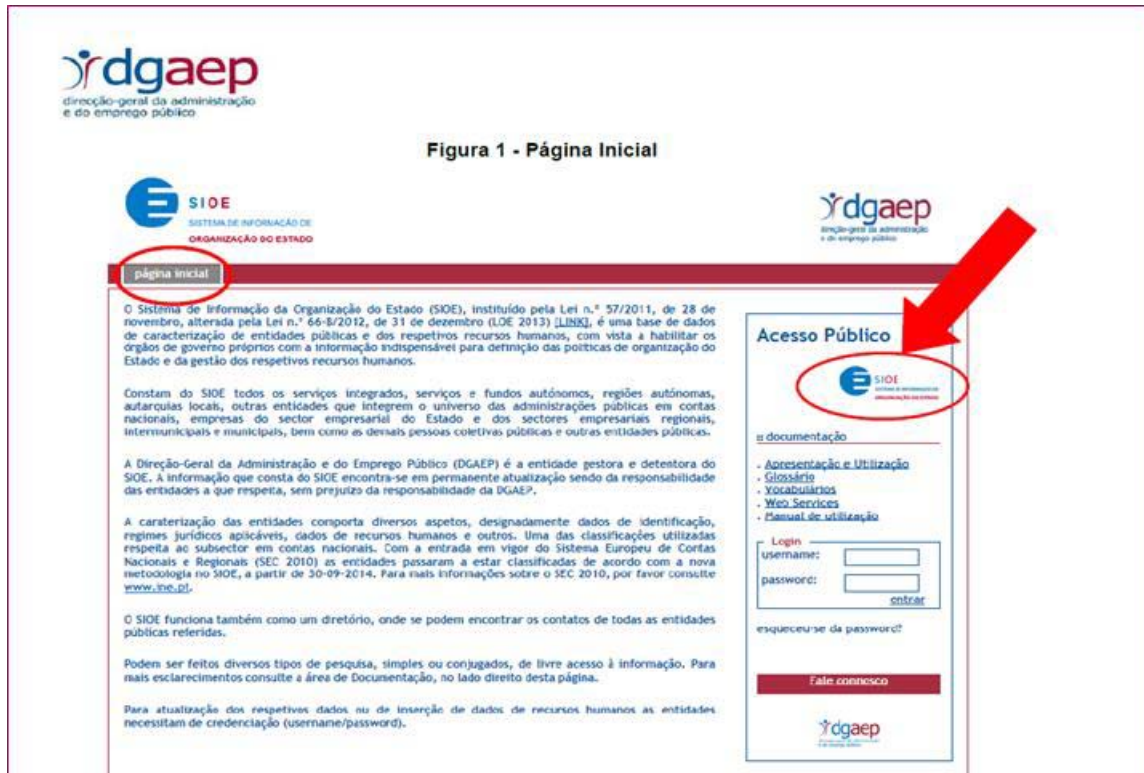 dgaep
direcção-geral da administração
e do emprego público
Figura 1 - Página Inicial
SIOE
SISTEMA DE INFORMAÇÃO DE
ORGANIZAÇÃO DO ESTADO
dgaep
direção-geral da administração
e do emprego público
página inicial
O Sistema de Informação da Organização do Estado (SIOE), instituído pela Lei n.º 57/2011, de 28 de
novembro, alterada pela Lei n.º 66-B/2012, de 31 de dezembro (LOE 2013) [LINK], é uma base de dados
de caracterização de entidades públicas e dos respetivos recursos humanos, com vista a habilitar os
órgãos de governo próprios com a informação indispensável para definição das políticas de organização do
Estado e da gestão dos respetivos recursos humanos.
Constam do SIOE todos os serviços integrados, serviços e fundos autónomos, regiões autónomas,
autarquias locais, outras entidades que integrem o universo das administrações públicas em contas
nacionais, empresas do sector empresarial do Estado e dos sectores empresariais regionais,
intermunicipais e municipais, bem como as demais pessoas coletivas públicas e outras entidades públicas.
A Direção-Geral da Administração e do Emprego Público (DGAEP) é a entidade gestora e detentora do
SIOE. A informação que consta do SIOE encontra-se em permanente atualização sendo da responsabilidade
das entidades a que respeita, sem prejuízo da responsabilidade da DGAEP.
A caraterização das entidades comporta diversos aspetos, designadamente dados de identificação,
regimes jurídicos aplicáveis, dados de recursos humanos e outros. Uma das classificações utilizadas
respeita ao subsector em contas nacionais. Com a entrada em vigor do Sistema Europeu de Contas
Nacionais e Regionais (SEC 2010) as entidades passaram a estar classificadas de acordo com a nova
metodologia no SIOE, a partir de 30-09-2014. Para mais informações sobre o SEC 2010, por favor consulte
www.ine.pt.
O SIOE funciona também como um diretório, onde se podem encontrar os contatos de todas as entidades
públicas referidas.
Podem ser feitos diversos tipos de pesquisa, simples ou conjugados, de livre acesso à informação. Para
mais esclarecimentos consulte a área de Documentação, no lado direito desta página.
Para atualização dos respetivos dados ou de inserção de dados de recursos humanos as entidades
necessitam de credenciação (username/password).
Acesso Público
SIOE
SISTEMA DE INFORMAÇÃO DE
ORGANIZAÇÃO DO ESTADO
documentação
. Apresentação e Utilização
. Glossário
. Vocabulários
. Web Services
. Manual de utilização
Login
username:
password:
entrar
esqueceu-se da password?
Fale connosco
dgaep